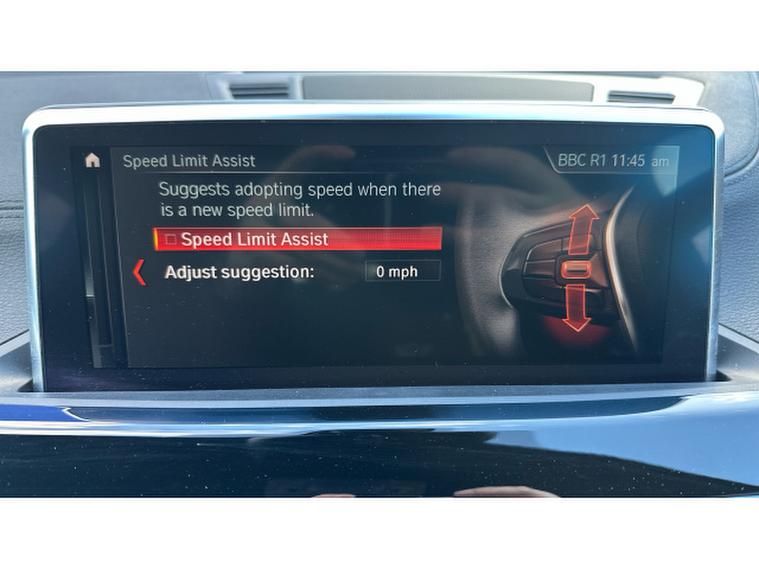 Speed Limit Assist
BBC R1 11:45 am
Suggests adopting speed when there
is a new speed limit.
Speed Limit Assist
Adjust suggestion: 0 mph